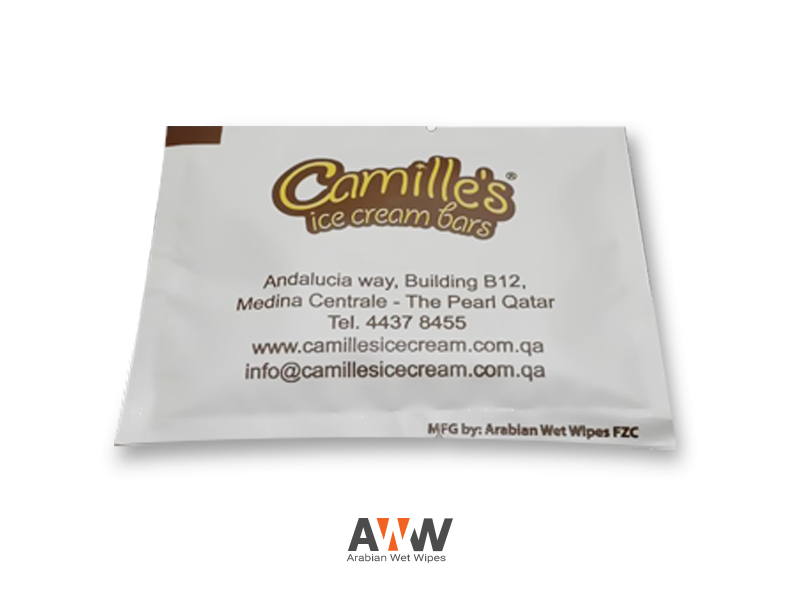 Camille's®
ice cream bars
Andalucia way, Building B12,
Medina Centrale - The Pearl Qatar
Tel. 4437 8455
www.camillesicecream.com.qa
info@camillesicecream.com.qa
MFG by: Arabian Wet Wipes FZC
AWW
Arabian Wet Wipes